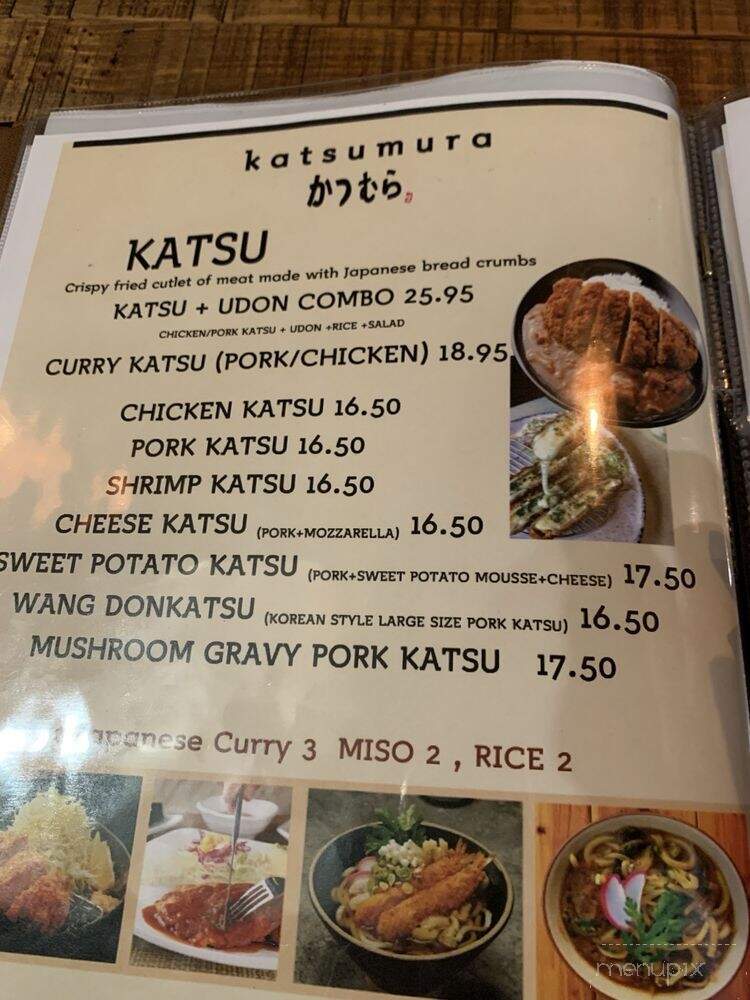 katsumura
かつむら
KATSU
Crispy fried cutlet of meat made with Japanese bread crumbs
KATSU + UDON COMBO 25.95
CHICKEN/PORK KATSU + UDON +RICE +SALAD
CURRY KATSU (PORK/CHICKEN) 18.95
CHICKEN KATSU 16.50
PORK KATSU 16.50
SHRIMP KATSU 16.50
CHEESE KATSU (PORK+MOZZARELLA) 16.50
SWEET POTATO KATSU (PORK+SWEET POTATO MOUSSE+CHEESE) 17.50
WANG DONKATSU (KOREAN STYLE LARGE SIZE PORK KATSU) 16.50
MUSHROOM GRAVY PORK KATSU 17.50
Japanese Curry 3 MISO 2 , RICE 2
menupix